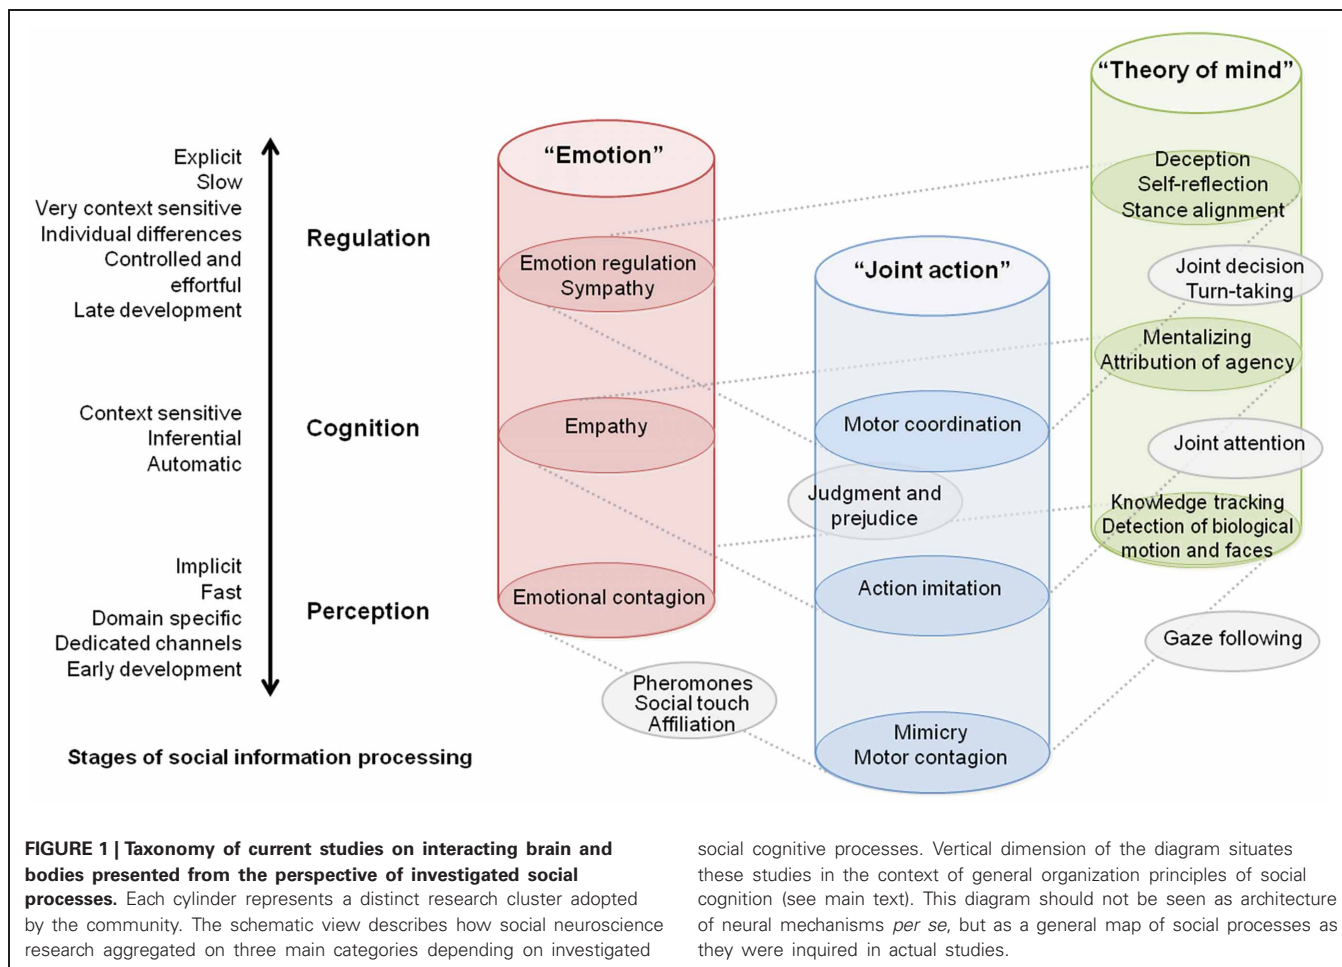 "Theory of mind"
"Emotion"
"Joint action"
Explicit
Slow
Very context sensitive
Individual differences
Controlled and
effortful
Late development
Regulation
Emotion regulation
Sympathy
Deception
Self-reflection
Stance alignment
Joint decision
Turn-taking
Context sensitive
Inferential
Automatic
Cognition
Empathy
Motor coordination
Mentalizing
Attribution of agency
Joint attention
Judgment and
prejudice
Knowledge tracking
Detection of biological
motion and faces
Implicit
Fast
Domain specific
Dedicated channels
Early development
Perception
Emotional contagion
Action imitation
Gaze following
Pheromones
Social touch
Affiliation
Mimicry
Motor contagion
Stages of social information processing
FIGURE 1 | Taxonomy of current studies on interacting brain and
bodies presented from the perspective of investigated social
processes. Each cylinder represents a distinct research cluster adopted
by the community. The schematic view describes how social neuroscience
research aggregated on three main categories depending on investigated
social cognitive processes. Vertical dimension of the diagram situates
these studies in the context of general organization principles of social
cognition (see main text). This diagram should not be seen as architecture
of neural mechanisms per se, but as a general map of social processes as
they were inquired in actual studies.